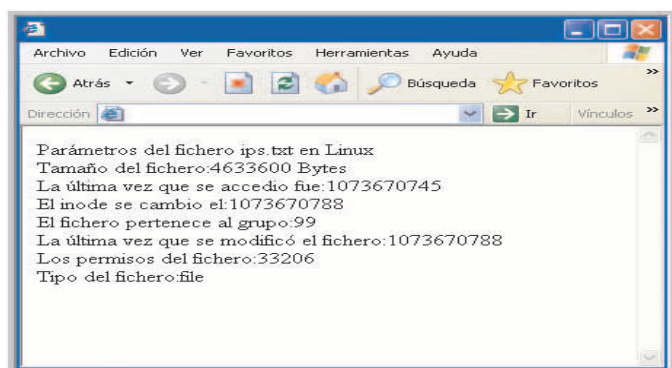 Archivo Edición Ver Favoritos Herramientas Ayuda
Atrás Búsqueda Favoritos »
Dirección Ir Vínculos »
Parámetros del fichero ips.txt en Linux
Tamaño del fichero:4633600 Bytes
La última vez que se accedio fue:1073670745
El inode se cambio el:1073670788
El fichero pertenece al grupo:99
La última vez que se modificó el fichero:1073670788
Los permisos del fichero:33206
Tipo del fichero:file